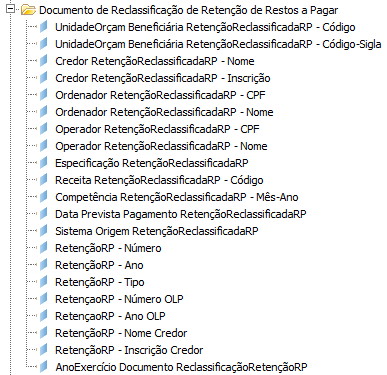 Documento de Reclassificação de Retenção de Restos a Pagar
UnidadeOrçam Beneficiária RetençãoReclassificadaRP - Código
UnidadeOrçam Beneficiária RetençãoReclassificadaRP - Código-Sigla
Credor RetençãoReclassificadaRP - Nome
Credor RetençãoReclassificadaRP - Inscrição
Ordenador RetençãoReclassificadaRP - CPF
Ordenador RetençãoReclassificadaRP - Nome
Operador RetençãoReclassificadaRP - CPF
Operador RetençãoReclassificadaRP - Nome
Especificação RetençãoReclassificadaRP
Receita RetençãoReclassificadaRP - Código
Competência RetençãoReclassificadaRP - Mês-Ano
Data Prevista Pagamento RetençãoReclassificadaRP
Sistema Origem RetençãoReclassificadaRP
RetençãoRP - Número
RetençãoRP - Ano
RetençãoRP - Tipo
RetençãoRP - Número OLP
RetençaoRP - Ano OLP
RetençãoRP - Nome Credor
RetençãoRP - Inscrição Credor
AnoExercício Documento ReclassificaçãoRetençãoRP